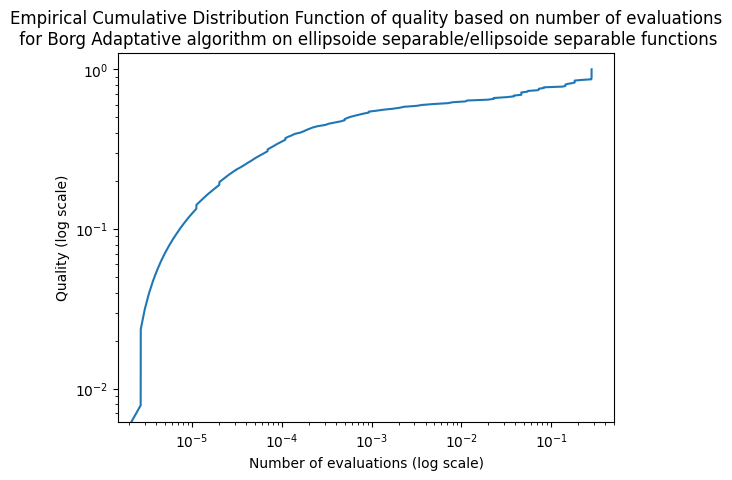 Empirical Cumulative Distribution Function of quality based on number of evaluations
for Borg Adaptative algorithm on ellipsoide separable/ellipsoide separable functions
10⁰
10⁻¹
10⁻²
Quality (log scale)
10⁻⁵ 10⁻⁴ 10⁻³ 10⁻² 10⁻¹
Number of evaluations (log scale)